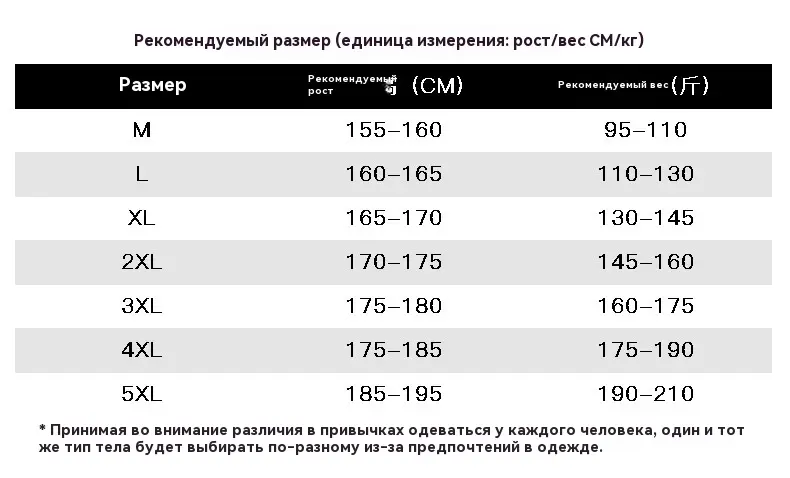 Рекомендуемый размер (единица измерения: рост/вес СМ/кг)
Размер Рекомендуемый рост (CM) Рекомендуемый вес (斤)
M 155–160 95–110
L 160–165 110–130
XL 165–170 130–145
2XL 170–175 145–160
3XL 175–180 160–175
4XL 175–185 175–190
5XL 185–195 190–210
* Принимая во внимание различия в привычках одеваться у каждого человека, один и тот
же тип тела будет выбирать по-разному из-за предпочтений в одежде.